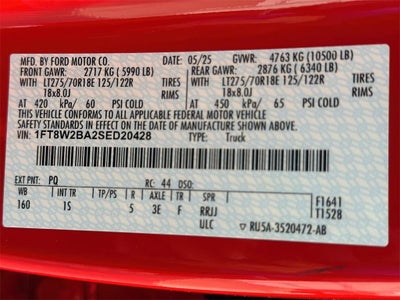 MFD. BY FORD MOTOR CO. 05/25 GVWR: 4763 KG (10500 LB)
FRONT GAWR: 2717 KG (5990 LB) REAR GAWR: 2876 KG (6340 LB)
WITH LT275/70R18E 125/122R TIRES WITH LT275/70R18E 125/122R TIRES
18x8.0J RIMS 18x8.0J RIMS
AT 420 kPa/ 60 PSI COLD AT 450 kPa/ 65 PSI COLD
THIS VEHICLE CONFORMS TO ALL APPLICABLE FEDERAL MOTOR VEHICLE
SAFETY STANDARDS IN EFFECT ON THE DATE OF MANUFACTURE SHOWN ABOVE.
VIN: 1FT8W2BA2SED20428 TYPE: Truck
EXT PNT: PQ RC: 44 DSO:
WB INT TR TP/PS R AXLE TR SPR F1641
160 1S 5 3E F RRJJ T1528
ULC RU5A-3520472-AB